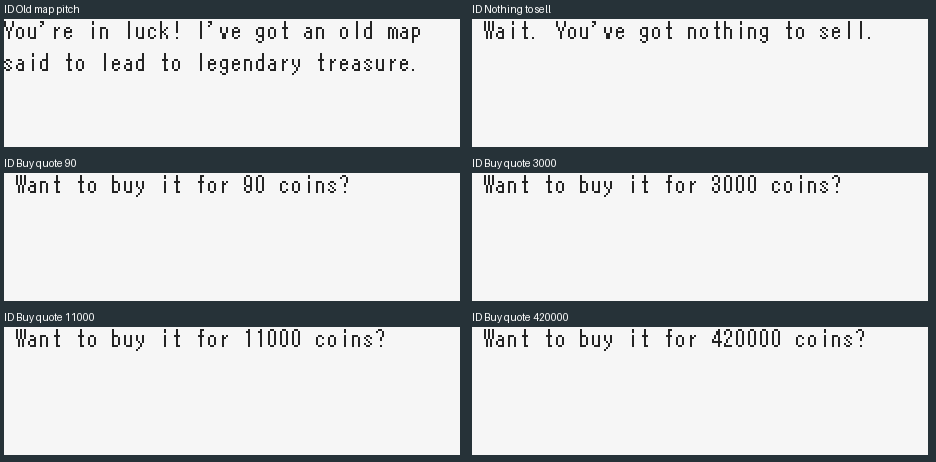 ID Old map pitch
You're in luck! I've got an old map
said to lead to legendary treasure.
ID Nothing to sell
Wait. You've got nothing to sell.
ID Buy quote 90
Want to buy it for 90 coins?
ID Buy quote 3000
Want to buy it for 3000 coins?
ID Buy quote 11000
Want to buy it for 11000 coins?
ID Buy quote 420000
Want to buy it for 420000 coins?